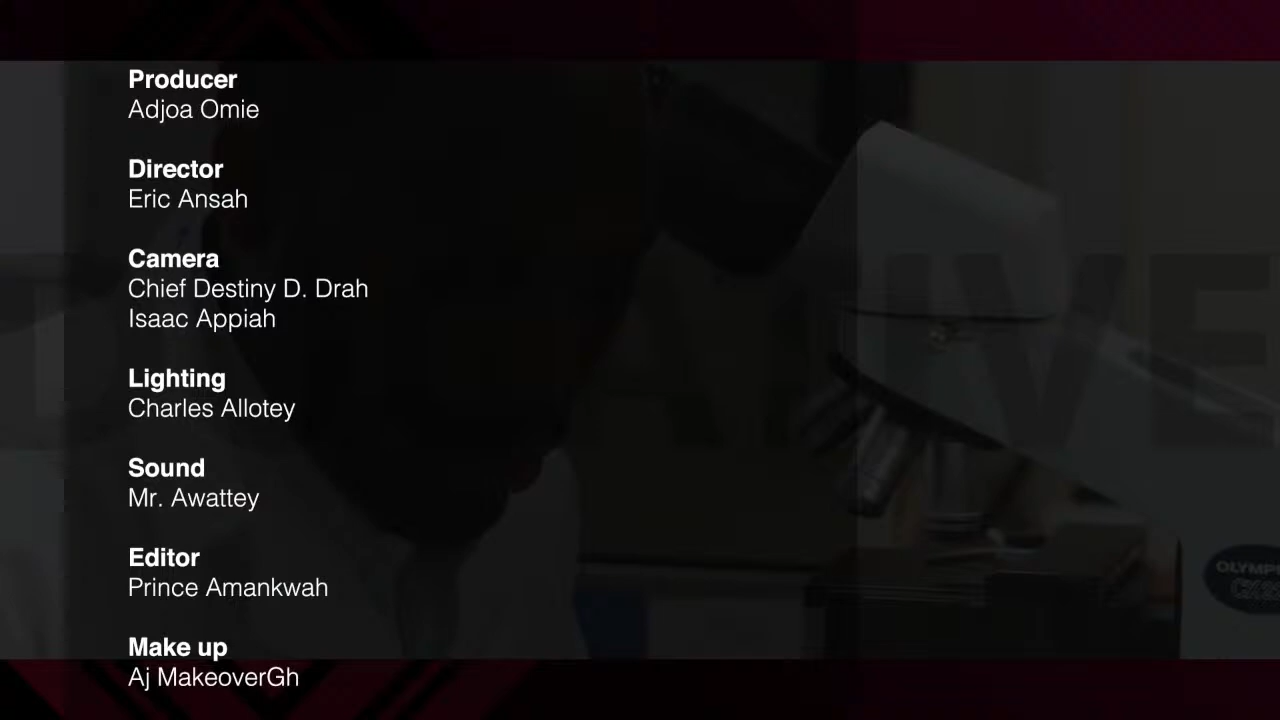 Producer
Adjoa Omie
Director
Eric Ansah
Camera
Chief Destiny D. Drah
Isaac Appiah
Lighting
Charles Allotey
Sound
Mr. Awattey
Editor
Prince Amankwah
Make up
Aj MakeoverGh